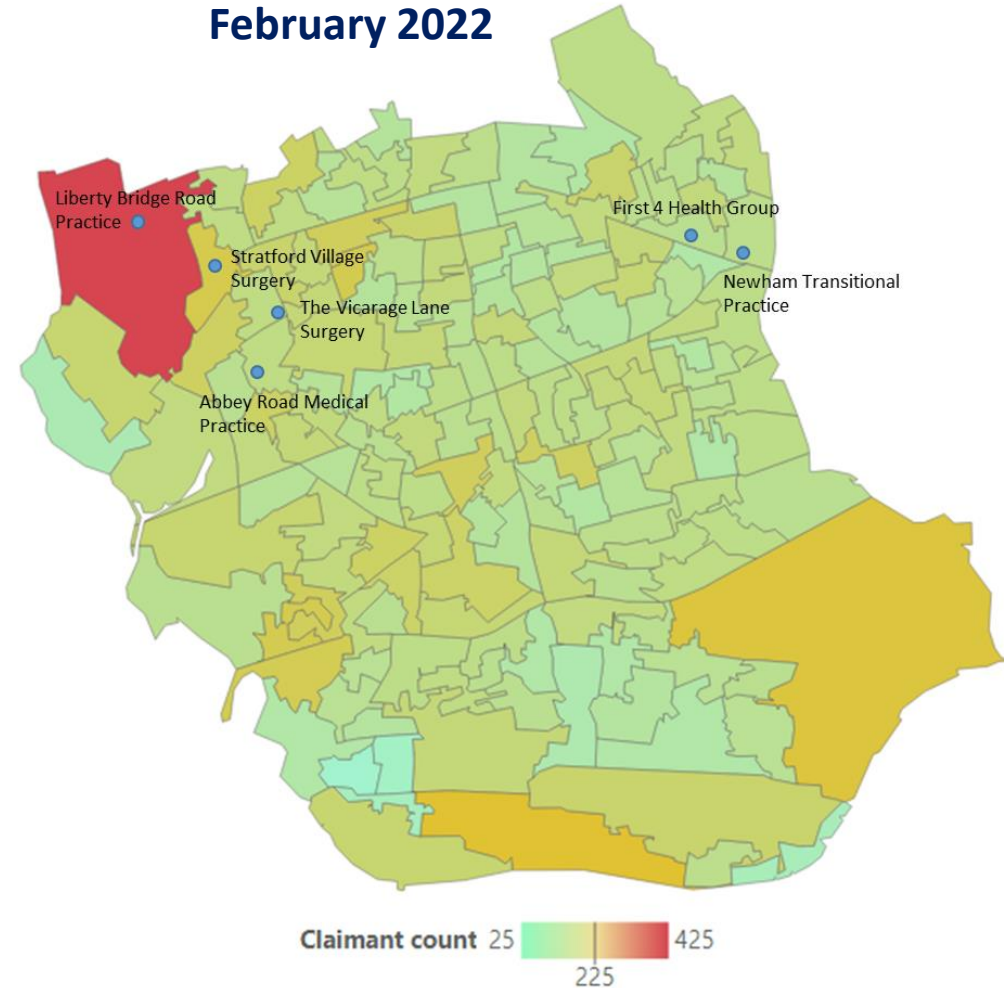 February 2022
Liberty Bridge Road
Practice
First 4 Health Group
Stratford Village
Surgery
Newham Transitional
Practice
The Vicarage Lane
Surgery
Abbey Road Medical
Practice
Claimant count 25 425
225